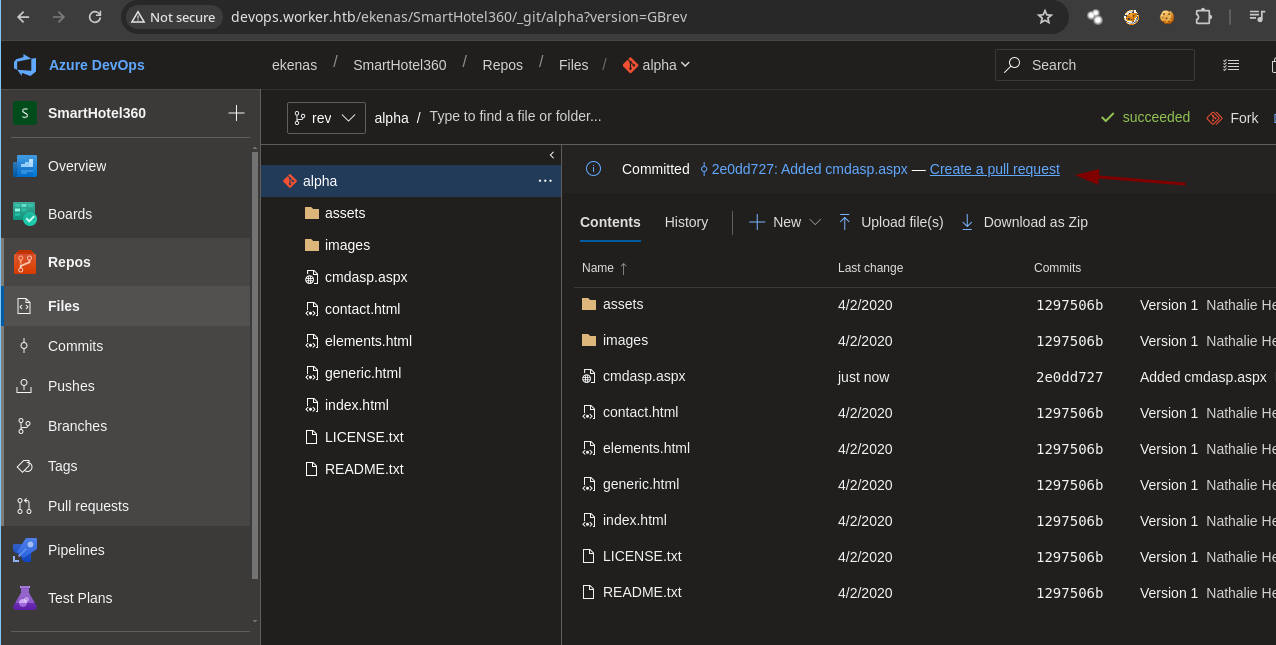 Not secure devops.worker.htb/ekenas/SmartHotel360/_git/alpha?version=GBrev
Azure DevOps ekenas / SmartHotel360 / Repos / Files / alpha Search
S SmartHotel360
rev alpha / Type to find a file or folder... succeeded Fork
Overview
Boards
Repos
Files
Commits
Pushes
Branches
Tags
Pull requests
Pipelines
Test Plans
alpha
assets
images
cmdasp.aspx
contact.html
elements.html
generic.html
index.html
LICENSE.txt
README.txt
Committed 2e0dd727: Added cmdasp.aspx — Create a pull request
Contents History New Upload file(s) Download as Zip
Name ↑ Last change Commits
assets 4/2/2020 1297506b Version 1 Nathalie He
images 4/2/2020 1297506b Version 1 Nathalie He
cmdasp.aspx just now 2e0dd727 Added cmdasp.aspx
contact.html 4/2/2020 1297506b Version 1 Nathalie He
elements.html 4/2/2020 1297506b Version 1 Nathalie He
generic.html 4/2/2020 1297506b Version 1 Nathalie He
index.html 4/2/2020 1297506b Version 1 Nathalie He
LICENSE.txt 4/2/2020 1297506b Version 1 Nathalie He
README.txt 4/2/2020 1297506b Version 1 Nathalie He